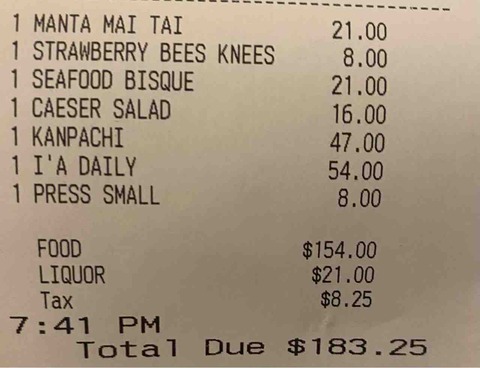 1 MANTA MAI TAI 21.00
1 STRAWBERRY BEES KNEES 8.00
1 SEAFOOD BISQUE 21.00
1 CAESER SALAD 16.00
1 KANPACHI 47.00
1 I'A DAILY 54.00
1 PRESS SMALL 8.00
FOOD $154.00
LIQUOR $21.00
Tax $8.25
7:41 PM
Total Due $183.25